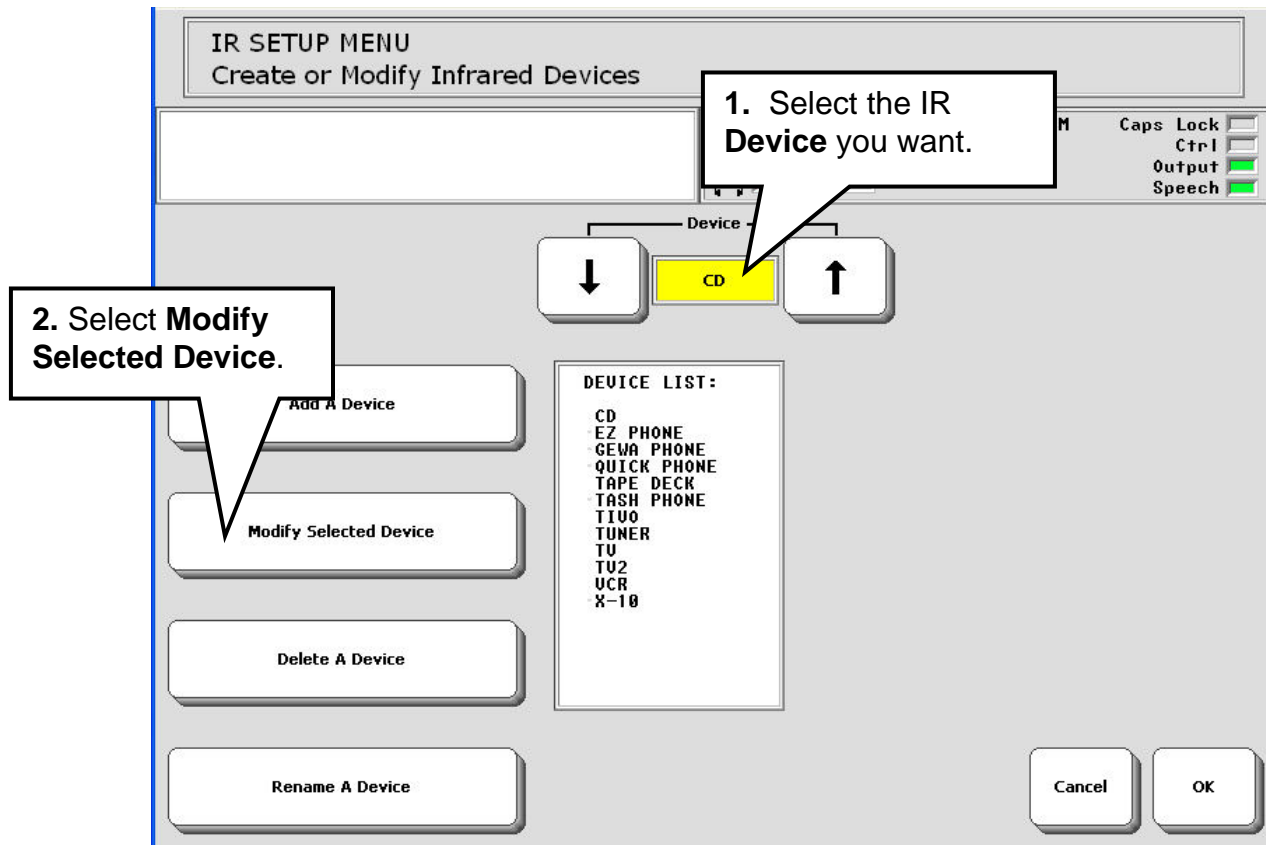 IR SETUP MENU
Create or Modify Infrared Devices
1. Select the IR
Device you want.
M
Caps Lock
Ctrl
Output
Speech
Device
CD
2. Select Modify
Selected Device.
Add A Device
Modify Selected Device
Delete A Device
Rename A Device
DEVICE LIST:
CD
EZ PHONE
GEWA PHONE
QUICK PHONE
TAPE DECK
TASH PHONE
TIVO
TUNER
TV
TV2
VCR
X-10
Cancel
OK